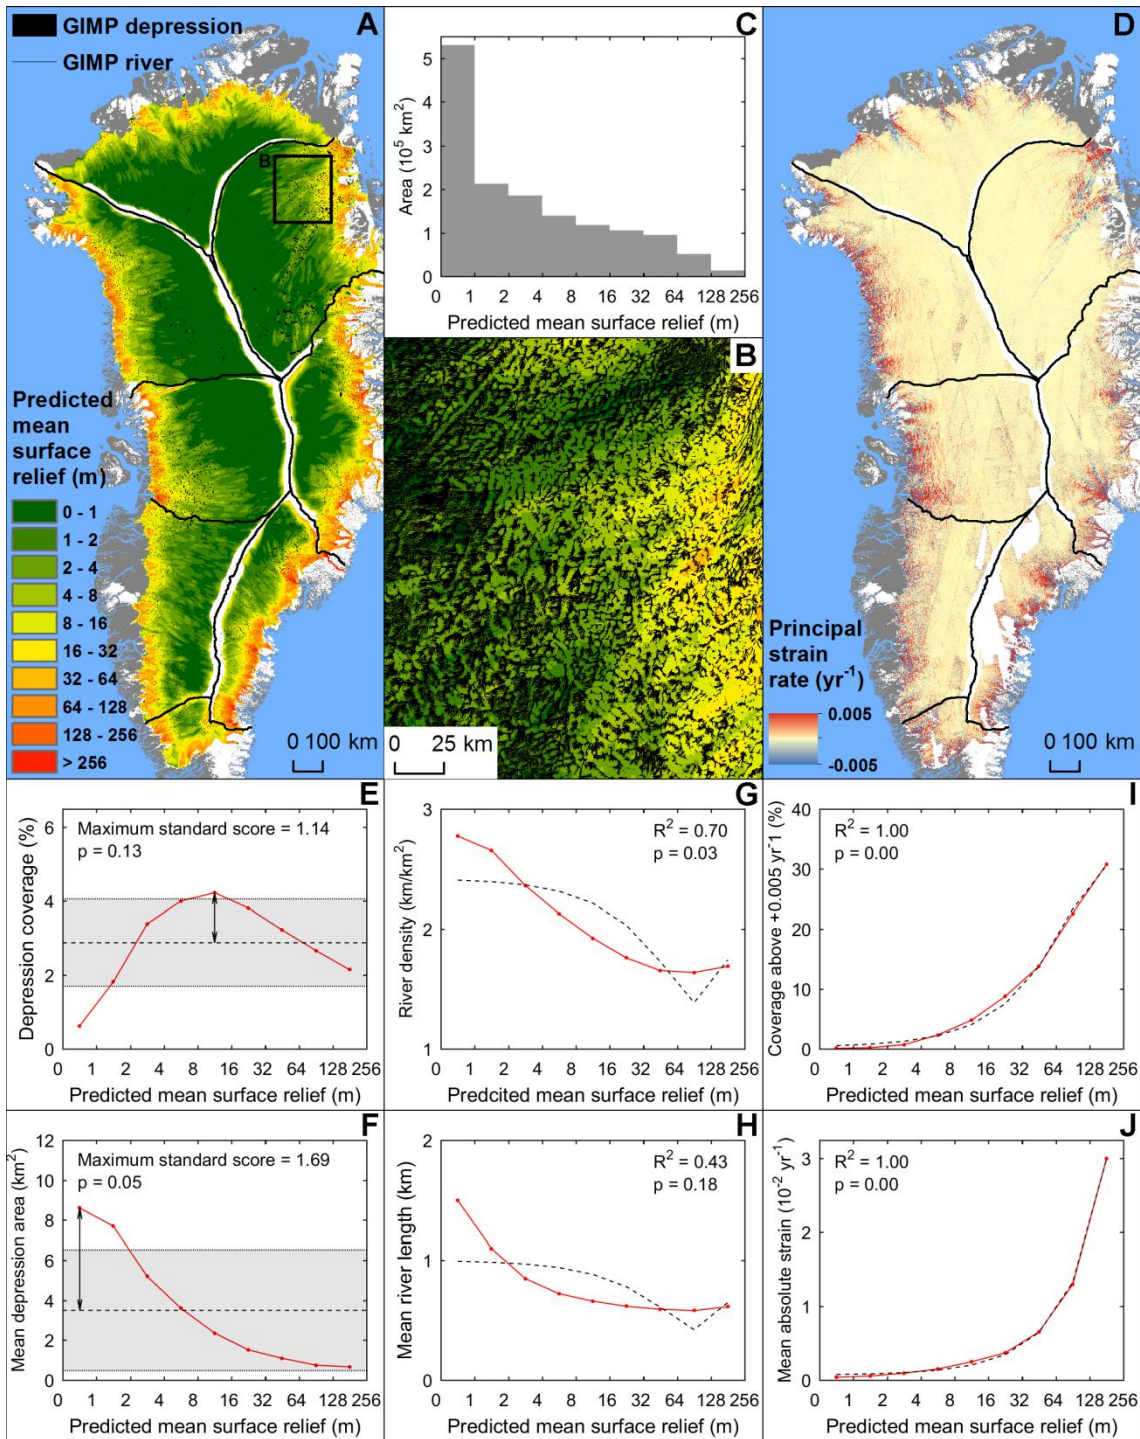 A
GIMP depression
GIMP river
B
Predicted
mean
surface
relief (m)
0 - 1
1 - 2
2 - 4
4 - 8
8 - 16
16 - 32
32 - 64
64 - 128
128 - 256
> 256
0 100 km
C
Area (10⁵ km²)
5
4
3
2
1
0
0 1 2 4 8 16 32 64 128 256
Predicted mean surface relief (m)
B
0 25 km
D
Principal
strain
rate (yr⁻¹)
0.005
-0.005
0 100 km
E
Depression coverage (%)
Maximum standard score = 1.14
p = 0.13
6
4
2
0
0 1 2 4 8 16 32 64 128 256
Predicted mean surface relief (m)
G
River density (km/km²)
R² = 0.70
p = 0.03
3
2
1
0 1 2 4 8 16 32 64 128 256
Predcited mean surface relief (m)
I
Coverage above +0.005 yr-1 (%)
R² = 1.00
p = 0.00
40
30
20
10
0
0 1 2 4 8 16 32 64 128 256
Predicted mean surface relief (m)
F
Mean depression area (km²)
Maximum standard score = 1.69
p = 0.05
12
10
8
6
4
2
0
0 1 2 4 8 16 32 64 128 256
Predicted mean surface relief (m)
H
Mean river length (km)
R² = 0.43
p = 0.18
2
1
0
0 1 2 4 8 16 32 64 128 256
Predicted mean surface relief (m)
J
Mean absolute strain (10⁻² yr⁻¹)
R² = 1.00
p = 0.00
3
2
1
0
0 1 2 4 8 16 32 64 128 256
Predicted mean surface relief (m)